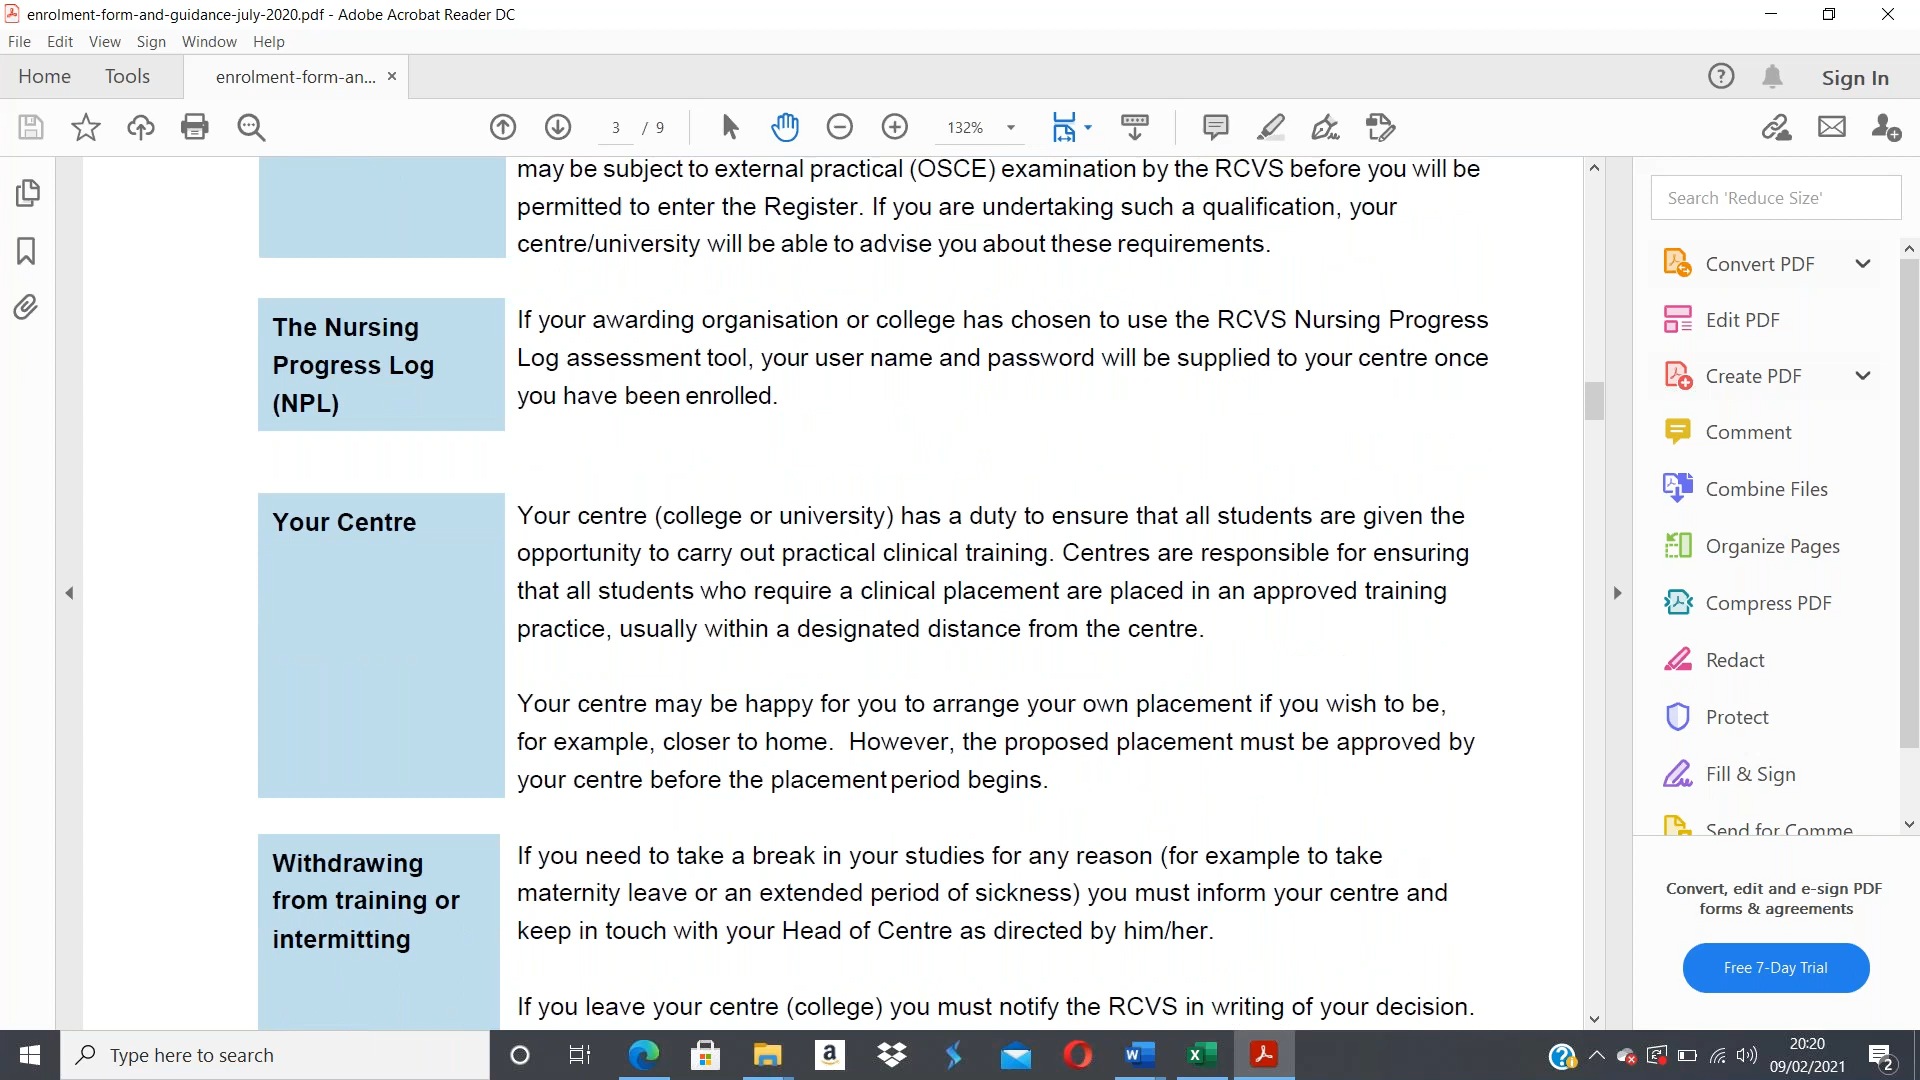 enrolment-form-and-guidance-july-2020.pdf - Adobe Acrobat Reader DC
File Edit View Sign Window Help
Home Tools enrolment-form-an... × Sign In
3 / 9 132%
may be subject to external practical (OSCE) examination by the RCVS before you will be
permitted to enter the Register. If you are undertaking such a qualification, your
centre/university will be able to advise you about these requirements.
The Nursing
Progress Log
(NPL)
If your awarding organisation or college has chosen to use the RCVS Nursing Progress
Log assessment tool, your user name and password will be supplied to your centre once
you have been enrolled.
Your Centre
Your centre (college or university) has a duty to ensure that all students are given the
opportunity to carry out practical clinical training. Centres are responsible for ensuring
that all students who require a clinical placement are placed in an approved training
practice, usually within a designated distance from the centre.
Your centre may be happy for you to arrange your own placement if you wish to be,
for example, closer to home. However, the proposed placement must be approved by
your centre before the placement period begins.
Withdrawing
from training or
intermitting
If you need to take a break in your studies for any reason (for example to take
maternity leave or an extended period of sickness) you must inform your centre and
keep in touch with your Head of Centre as directed by him/her.
If you leave your centre (college) you must notify the RCVS in writing of your decision.
Search 'Reduce Size'
Convert PDF
Edit PDF
Create PDF
Comment
Combine Files
Organize Pages
Compress PDF
Redact
Protect
Fill & Sign
Send for Comme
Convert, edit and e-sign PDF
forms & agreements
Free 7-Day Trial
Type here to search
20:20
09/02/2021
2